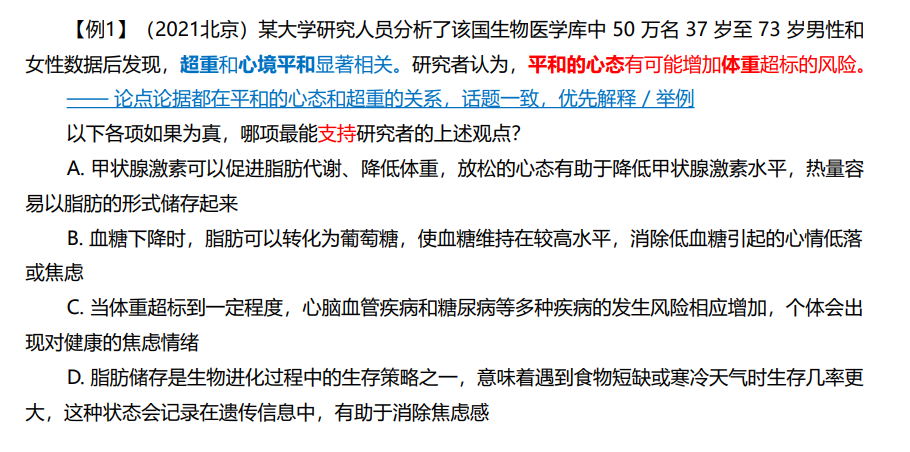 【例1】（2021北京）某大学研究人员分析了该国生物医学库中 50 万名 37 岁至 73 岁男性和
女性数据后发现，超重和心境平和显著相关。研究者认为，平和的心态有可能增加体重超标的风险。
—— 论点论据都在平和的心态和超重的关系，话题一致，优先解释 / 举例
以下各项如果为真，哪项最能支持研究者的上述观点？
A. 甲状腺激素可以促进脂肪代谢、降低体重，放松的心态有助于降低甲状腺激素水平，热量容
易以脂肪的形式储存起来
B. 血糖下降时，脂肪可以转化为葡萄糖，使血糖维持在较高水平，消除低血糖引起的心情低落
或焦虑
C. 当体重超标到一定程度，心脑血管疾病和糖尿病等多种疾病的发生风险相应增加，个体会出
现对健康的焦虑情绪
D. 脂肪储存是生物进化过程中的生存策略之一，意味着遇到食物短缺或寒冷天气时生存几率更
大，这种状态会记录在遗传信息中，有助于消除焦虑感